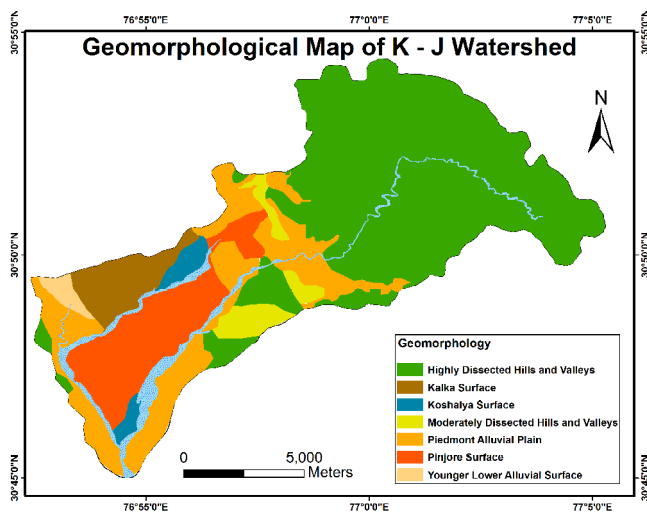 76°55'0"E
77°0'0"E
77°5'0"E
30°55'0"N
30°55'0"N
Geomorphological Map of K - J Watershed
N
30°50'0"N
30°50'0"N
Geomorphology
Highly Dissected Hills and Valleys
Kalka Surface
Koshalya Surface
Moderately Dissected Hills and Valleys
Piedmont Alluvial Plain
Pinjore Surface
Younger Lower Alluvial Surface
0
5,000
Meters
30°45'0"N
30°45'0"N
76°55'0"E
77°0'0"E
77°5'0"E